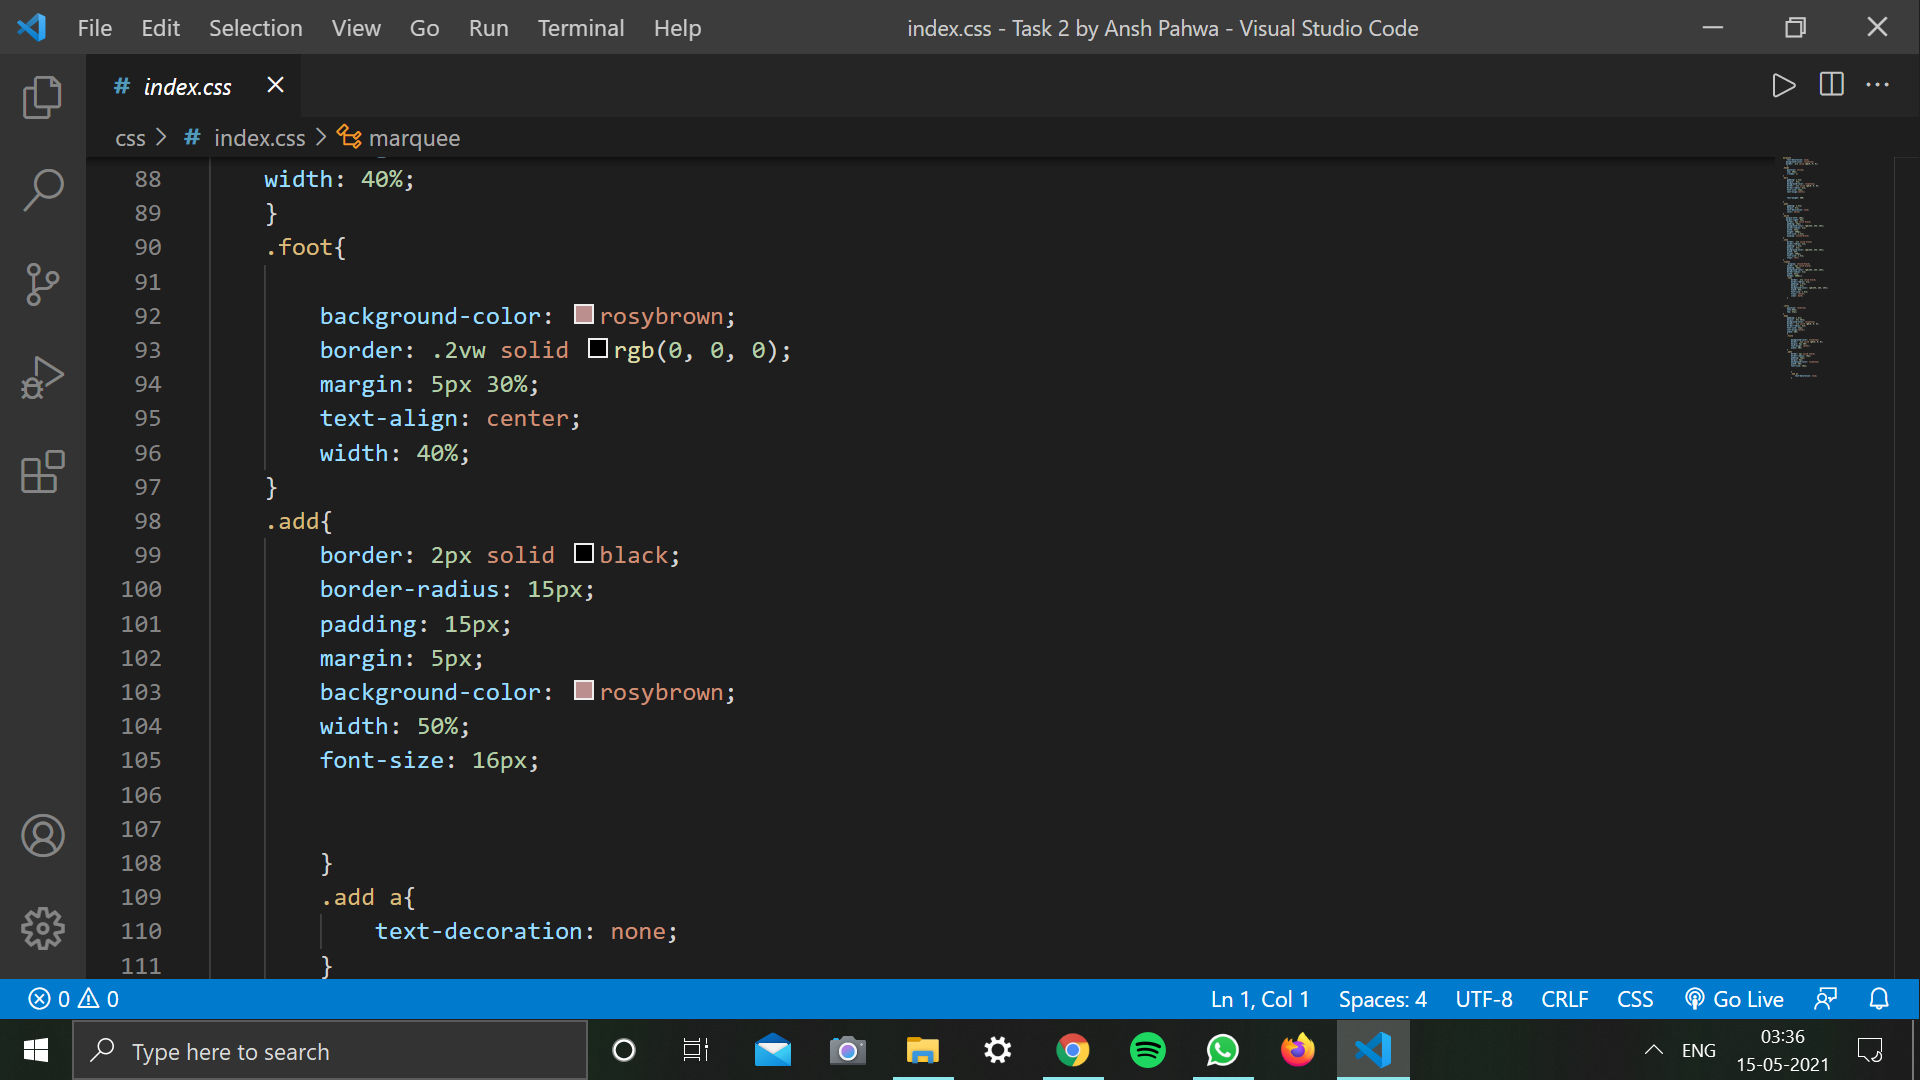 File Edit Selection View Go Run Terminal Help index.css - Task 2 by Ansh Pahwa - Visual Studio Code
# index.css
css > # index.css > marquee
88 width: 40%;
89 }
90 .foot{
91
92 background-color: rosybrown;
93 border: .2vw solid rgb(0, 0, 0);
94 margin: 5px 30%;
95 text-align: center;
96 width: 40%;
97 }
98 .add{
99 border: 2px solid black;
100 border-radius: 15px;
101 padding: 15px;
102 margin: 5px;
103 background-color: rosybrown;
104 width: 50%;
105 font-size: 16px;
106
107
108 }
109 .add a{
110 text-decoration: none;
111 }
0 0 Ln 1, Col 1 Spaces: 4 UTF-8 CRLF CSS Go Live
Type here to search ENG 03:36
15-05-2021